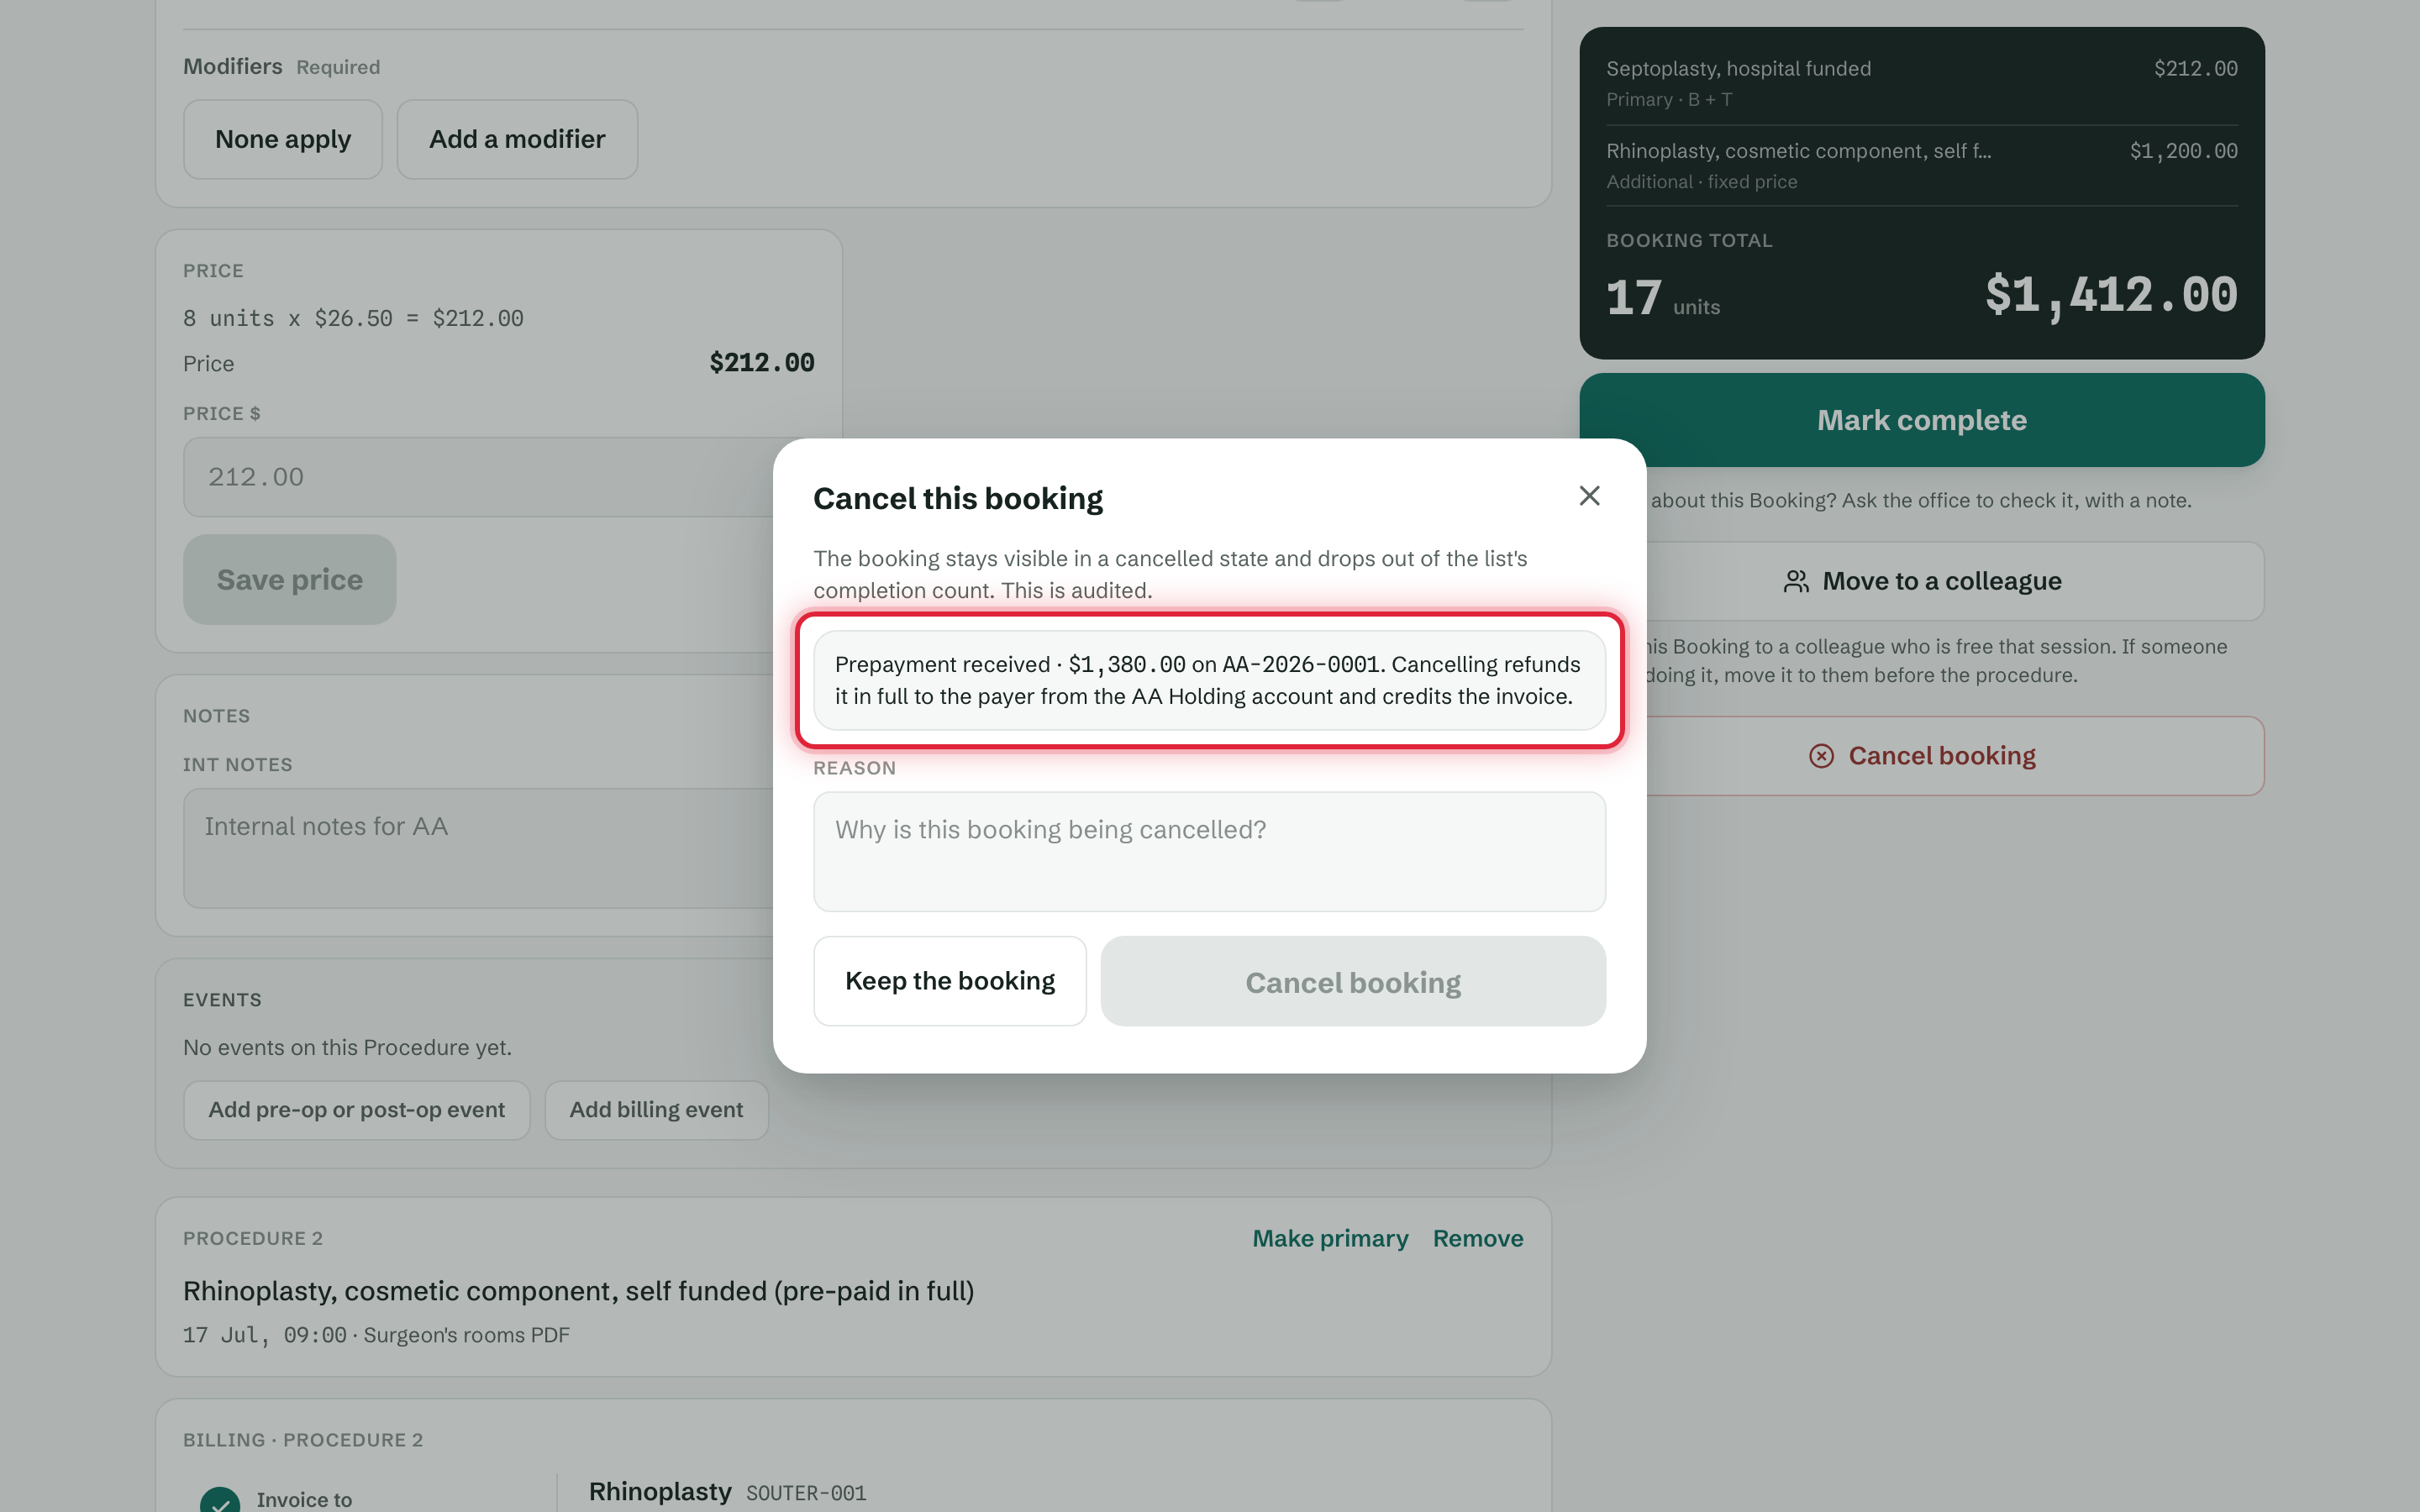 Modifiers Required
None apply
Add a modifier
PRICE
8 units x $26.50 = $212.00
Price $212.00
PRICE $
212.00
Save price
NOTES
INT NOTES
Internal notes for AA
EVENTS
No events on this Procedure yet.
Add pre-op or post-op event
Add billing event
PROCEDURE 2
Make primary
Remove
Rhinoplasty, cosmetic component, self funded (pre-paid in full)
17 Jul, 09:00 · Surgeon's rooms PDF
BILLING · PROCEDURE 2
Invoice to
Rhinoplasty SOUTER-001
Cancel this booking
The booking stays visible in a cancelled state and drops out of the list's
completion count. This is audited.
Prepayment received · $1,380.00 on AA-2026-0001. Cancelling refunds
it in full to the payer from the AA Holding account and credits the invoice.
REASON
Why is this booking being cancelled?
Keep the booking
Cancel booking
Septoplasty, hospital funded $212.00
Primary · B + T
Rhinoplasty, cosmetic component, self f... $1,200.00
Additional · fixed price
BOOKING TOTAL
17 units $1,412.00
Mark complete
about this Booking? Ask the office to check it, with a note.
Move to a colleague
his Booking to a colleague who is free that session. If someone
doing it, move it to them before the procedure.
Cancel booking